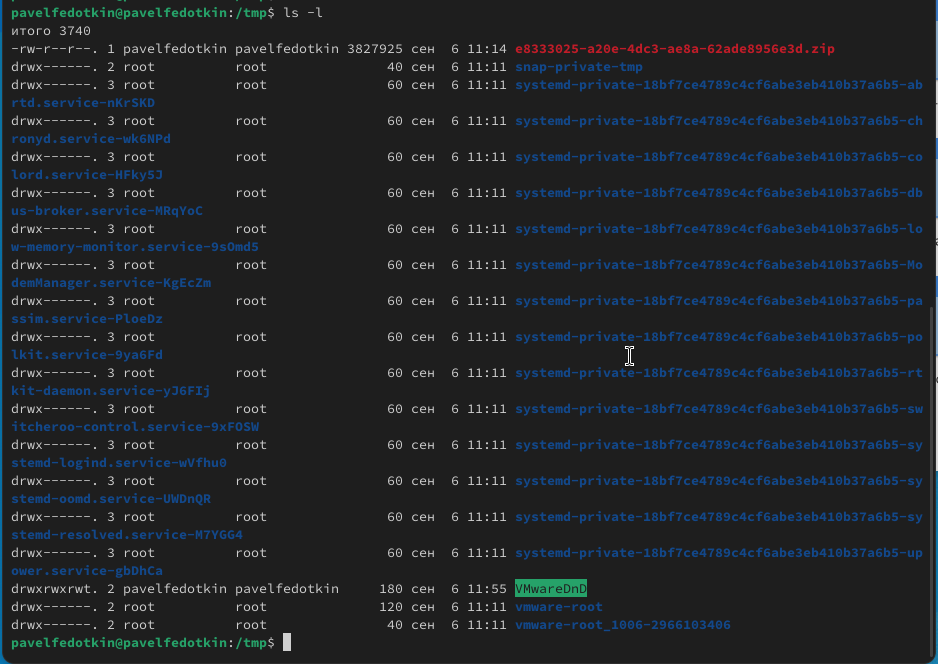 pavelfedotkin@pavelfedotkin:/tmp$ ls -l
итого 3740
-rw-r--r--. 1 pavelfedotkin pavelfedotkin 3827925 сен  6 11:14 e8333025-a20e-4dc3-ae8a-62ade8956e3d.zip
drwx------. 2 root          root               40 сен  6 11:11 snap-private-tmp
drwx------. 3 root          root               60 сен  6 11:11 systemd-private-18bf7ce4789c4cf6abe3eb410b37a6b5-ab
rtd.service-nKrSKD
drwx------. 3 root          root               60 сен  6 11:11 systemd-private-18bf7ce4789c4cf6abe3eb410b37a6b5-ch
ronyd.service-wk6NPd
drwx------. 3 root          root               60 сен  6 11:11 systemd-private-18bf7ce4789c4cf6abe3eb410b37a6b5-co
lord.service-HFky5J
drwx------. 3 root          root               60 сен  6 11:11 systemd-private-18bf7ce4789c4cf6abe3eb410b37a6b5-db
us-broker.service-MRqYoC
drwx------. 3 root          root               60 сен  6 11:11 systemd-private-18bf7ce4789c4cf6abe3eb410b37a6b5-lo
w-memory-monitor.service-9sOmd5
drwx------. 3 root          root               60 сен  6 11:11 systemd-private-18bf7ce4789c4cf6abe3eb410b37a6b5-Mo
demManager.service-KgEcZm
drwx------. 3 root          root               60 сен  6 11:11 systemd-private-18bf7ce4789c4cf6abe3eb410b37a6b5-pa
ssim.service-PloeDz
drwx------. 3 root          root               60 сен  6 11:11 systemd-private-18bf7ce4789c4cf6abe3eb410b37a6b5-po
lkit.service-9ya6Fd
drwx------. 3 root          root               60 сен  6 11:11 systemd-private-18bf7ce4789c4cf6abe3eb410b37a6b5-rt
kit-daemon.service-yJ6FIj
drwx------. 3 root          root               60 сен  6 11:11 systemd-private-18bf7ce4789c4cf6abe3eb410b37a6b5-sw
itcheroo-control.service-9xFOSW
drwx------. 3 root          root               60 сен  6 11:11 systemd-private-18bf7ce4789c4cf6abe3eb410b37a6b5-sy
stemd-logind.service-wVfhu0
drwx------. 3 root          root               60 сен  6 11:11 systemd-private-18bf7ce4789c4cf6abe3eb410b37a6b5-sy
stemd-oomd.service-UWDnQR
drwx------. 3 root          root               60 сен  6 11:11 systemd-private-18bf7ce4789c4cf6abe3eb410b37a6b5-sy
stemd-resolved.service-M7YGG4
drwx------. 3 root          root               60 сен  6 11:11 systemd-private-18bf7ce4789c4cf6abe3eb410b37a6b5-up
ower.service-gbDhCa
drwxrwxrwt. 2 pavelfedotkin pavelfedotkin     180 сен  6 11:55 VMwareDnD
drwx------. 2 root          root              120 сен  6 11:11 vmware-root
drwx------. 2 root          root               40 сен  6 11:11 vmware-root_1006-2966103406
pavelfedotkin@pavelfedotkin:/tmp$